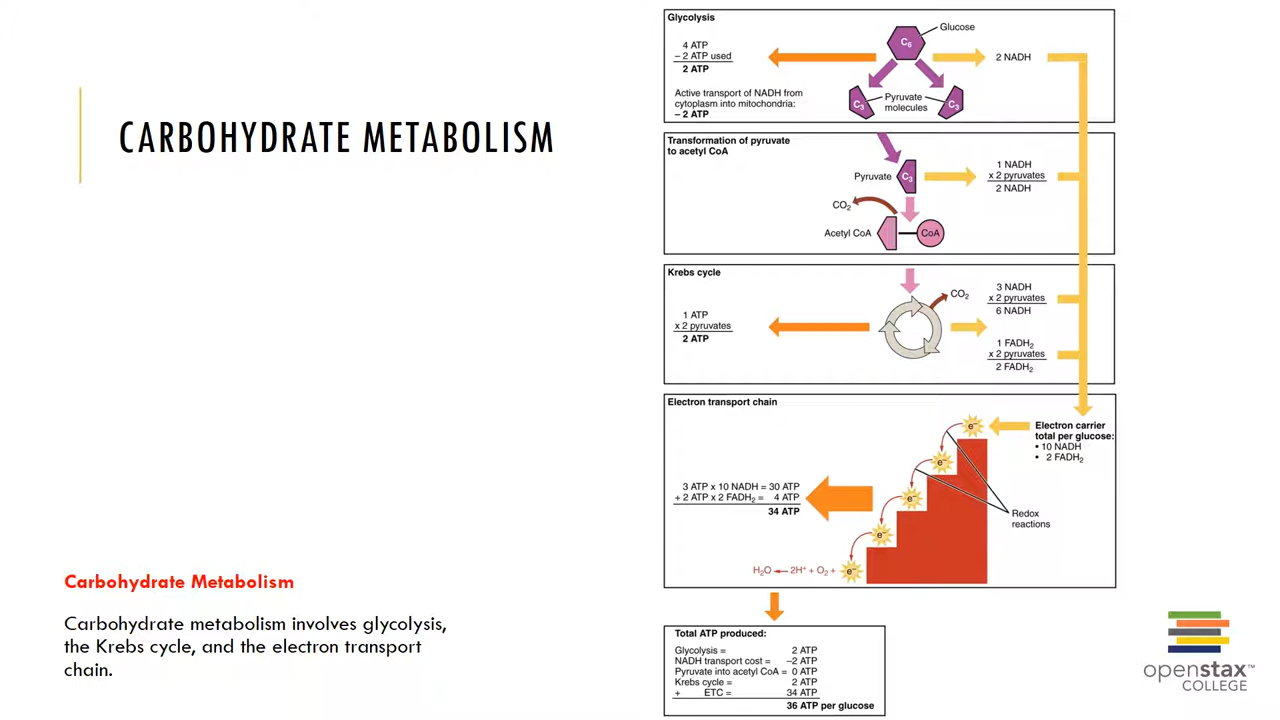 CARBOHYDRATE METABOLISM
Carbohydrate Metabolism
Carbohydrate metabolism involves glycolysis,
the Krebs cycle, and the electron transport
chain.
Glycolysis
Glucose
C6
4 ATP
– 2 ATP used
2 ATP
2 NADH
Active transport of NADH from
cytoplasm into mitochondria:
– 2 ATP
C3
Pyruvate
molecules
C3
Transformation of pyruvate
to acetyl CoA
Pyruvate
C3
1 NADH
x 2 pyruvates
2 NADH
CO2
Acetyl CoA
CoA
Krebs cycle
CO2
1 ATP
x 2 pyruvates
2 ATP
3 NADH
x 2 pyruvates
6 NADH
1 FADH2
x 2 pyruvates
2 FADH2
Electron transport chain
e–
e–
e–
e–
e–
Electron carrier
total per glucose:
• 10 NADH
• 2 FADH2
3 ATP x 10 NADH = 30 ATP
+ 2 ATP x 2 FADH2 = 4 ATP
34 ATP
Redox
reactions
H2O 2H+ + O2 +
Total ATP produced:
Glycolysis = 2 ATP
NADH transport cost = –2 ATP
Pyruvate into acetyl CoA = 0 ATP
Krebs cycle = 2 ATP
+ ETC = 34 ATP
36 ATP per glucose
openstax™
COLLEGE